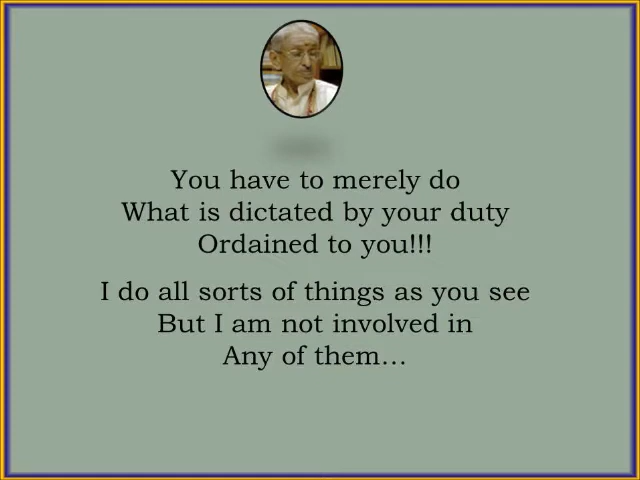 You have to merely do
What is dictated by your duty
Ordained to you!!!
I do all sorts of things as you see
But I am not involved in
Any of them…